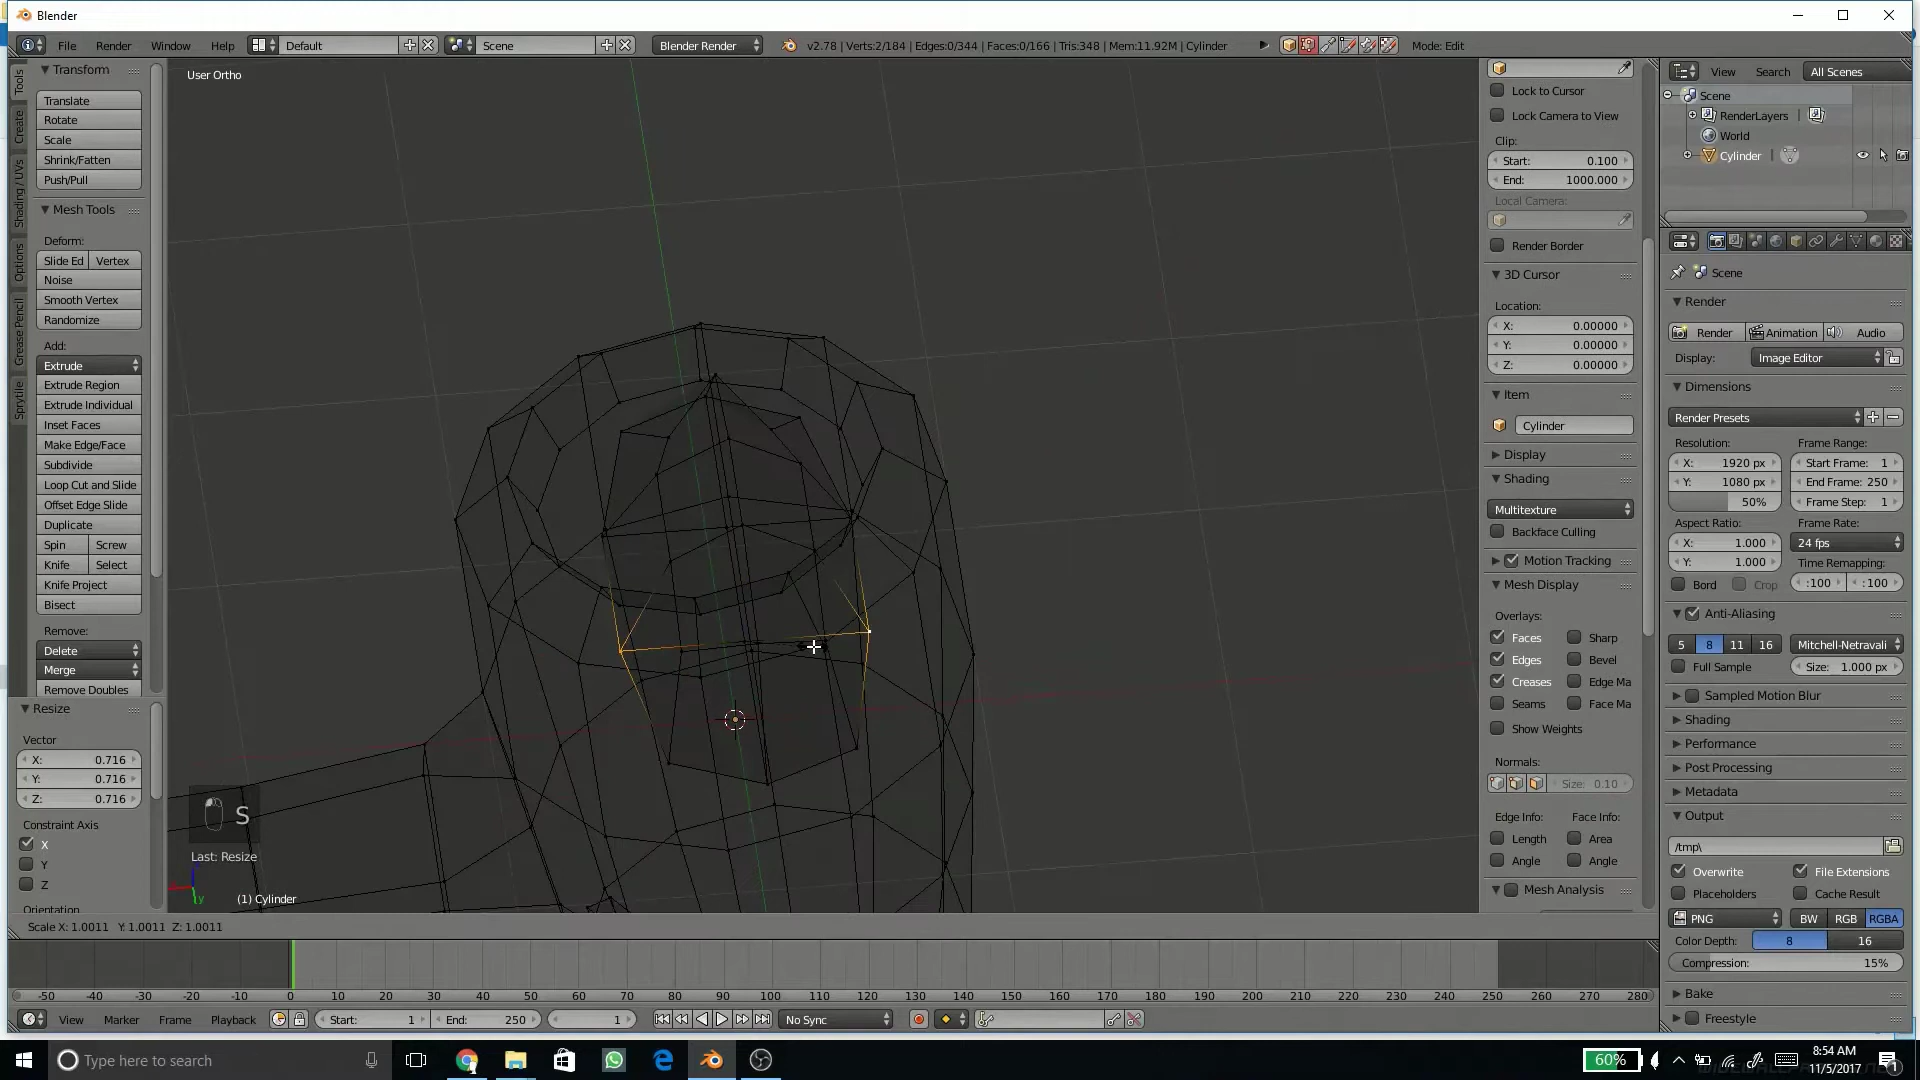 Blender
File Render Window Help Default Scene Blender Render v2.78 | Verts:2/184 | Edges:0/344 | Faces:0/166 | Tris:348 | Mem:11.92M | Cylinder Mode: Edit
Tools
Create
Shading / UVs
Options
Grease Pencil
Sprytile
Transform
Translate
Rotate
Scale
Shrink/Fatten
Push/Pull
Mesh Tools
Deform:
Slide Ed Vertex
Noise
Smooth Vertex
Randomize
Add:
Extrude
Extrude Region
Extrude Individual
Inset Faces
Make Edge/Face
Subdivide
Loop Cut and Slide
Offset Edge Slide
Duplicate
Spin Screw
Knife Select
Knife Project
Bisect
Remove:
Delete
Merge
Remove Doubles
Resize
Vector
X: 0.716
Y: 0.716
Z: 0.716
Constraint Axis
X
Y
Z
Orientation
User Ortho
S
Last: Resize
y
(1) Cylinder
Scale X: 1.0011 Y: 1.0011 Z: 1.0011
Lock to Cursor
Lock Camera to View
Clip:
Start: 0.100
End: 1000.000
Local Camera:
Render Border
3D Cursor
Location:
X: 0.00000
Y: 0.00000
Z: 0.00000
Item
Cylinder
Display
Shading
Multitexture
Backface Culling
Motion Tracking
Mesh Display
Overlays:
Faces Sharp
Edges Bevel
Creases Edge Ma
Seams Face Ma
Show Weights
Normals:
Size: 0.10
Edge Info: Face Info:
Length Area
Angle Angle
Mesh Analysis
View Search All Scenes
Scene
RenderLayers |
World
Cylinder |
Scene
Render
Render Animation Audio
Display: Image Editor
Dimensions
Render Presets
Resolution: Frame Range:
X: 1920 px Start Frame: 1
Y: 1080 px End Frame: 250
50% Frame Step: 1
Aspect Ratio: Frame Rate:
X: 1.000 24 fps
Y: 1.000 Time Remapping:
Bord Crop :100 :100
Anti-Aliasing
5 8 11 16 Mitchell-Netravali
Full Sample Size: 1.000 px
Sampled Motion Blur
Shading
Performance
Post Processing
Metadata
Output
/tmp\
Overwrite File Extensions
Placeholders Cache Result
PNG BW RGB RGBA
Color Depth: 8 16
Compression: 15%
Bake
Freestyle
-50 -40 -30 -20 -10 0 10 20 30 40 50 60 70 80 90 100 110 120 130 140 150 160 170 180 190 200 210 220 230 240 250 260 270 280
View Marker Frame Playback Start: 1 End: 250 1 No Sync
Type here to search 60% 8:54 AM
11/5/2017
1